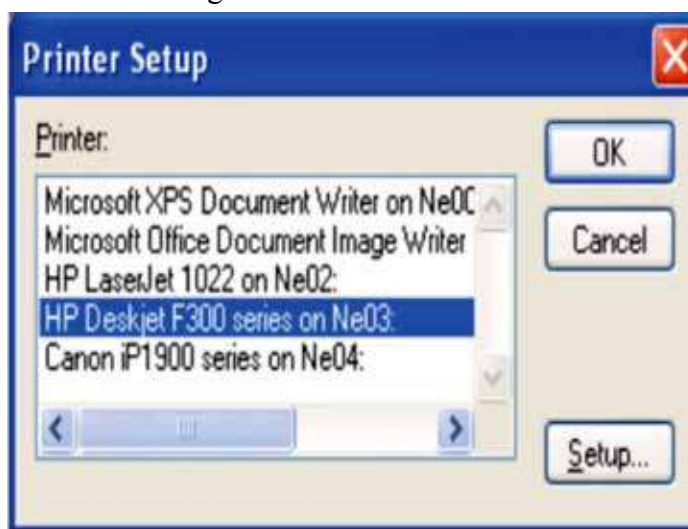 Printer Setup
Printer:
Microsoft XPS Document Writer on Ne00
Microsoft Office Document Image Writer
HP LaserJet 1022 on Ne02:
HP Deskjet F300 series on Ne03:
Canon iP1900 series on Ne04:
OK
Cancel
Setup...